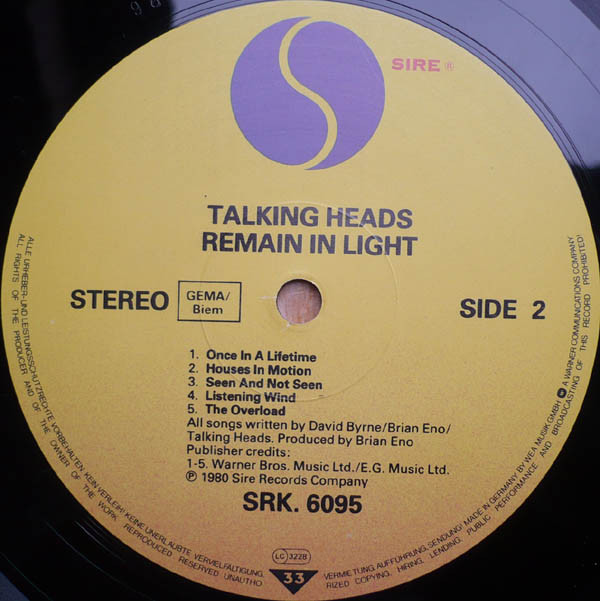 SIRE ®
TALKING HEADS
REMAIN IN LIGHT
STEREO
GEMA/
Biem
SIDE 2
1. Once In A Lifetime
2. Houses In Motion
3. Seen And Not Seen
4. Listening Wind
5. The Overload
All songs written by David Byrne/Brian Eno/
Talking Heads. Produced by Brian Eno
Publisher credits:
1-5. Warner Bros. Music Ltd./E.G. Music Ltd.
℗ 1980 Sire Records Company
SRK. 6095
LC 3228
33
ALLE URHEBER- UND LEISTUNGSSCHUTZRECHTE VORBEHALTEN. KEIN VERLEIH! KEINE UNERLAUBTE VERVIELFÄLTIGUNG, VERMIETUNG, AUFFÜHRUNG, SENDUNG! MADE IN GERMANY BY WEA MUSIK GMBH A WARNER COMMUNICATIONS COMPANY
ALL RIGHTS OF THE PRODUCER AND OF THE OWNER OF THE WORK REPRODUCED RESERVED UNAUTHORIZED COPYING, HIRING, LENDING, PUBLIC PERFORMANCE AND BROADCASTING OF THIS RECORD PROHIBITED)